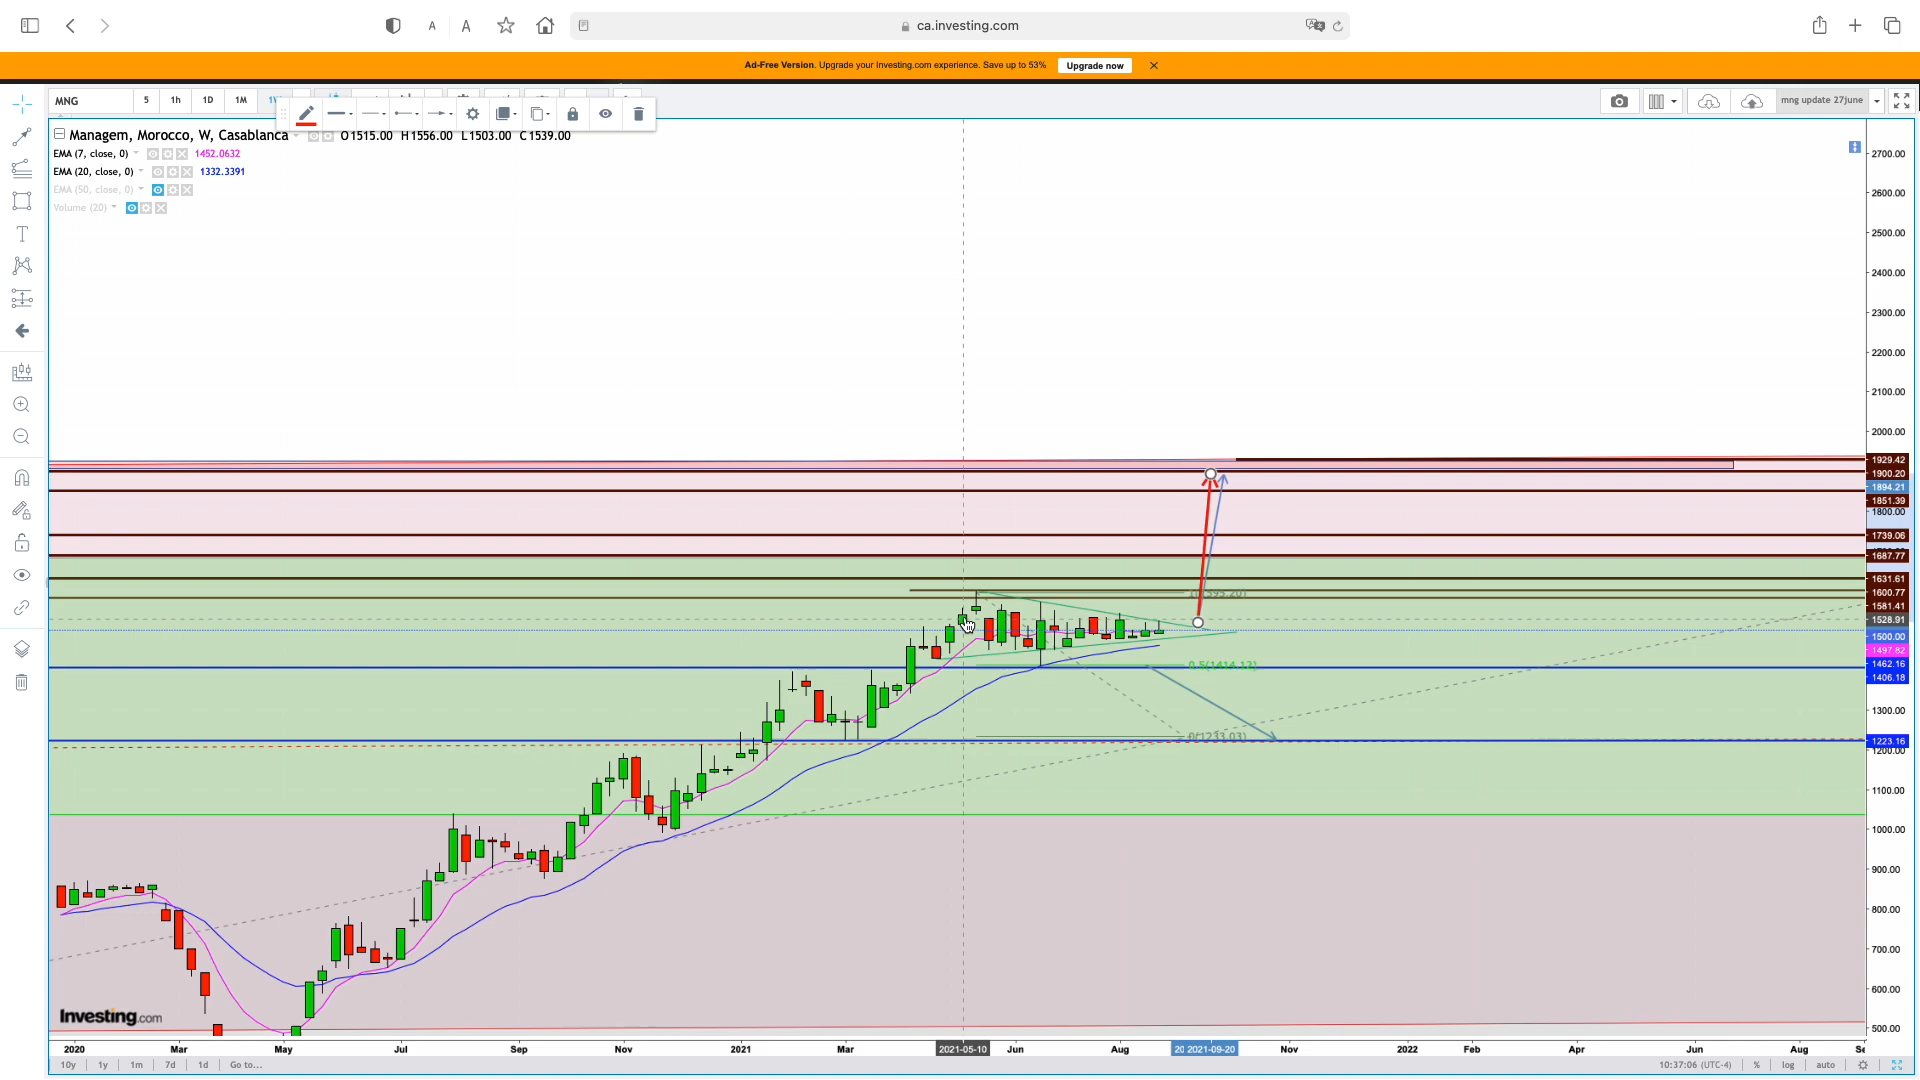 ca.investing.com
Ad-Free Version. Upgrade your Investing.com experience. Save up to 53% Upgrade now
MNG 5 1h 1D 1M
mng update 27june
Managem, Morocco, W, Casablanca O1515.00 H1556.00 L1503.00 C1539.00
EMA (7, close, 0) 1452.0632
EMA (20, close, 0) 1332.3391
EMA (50, close, 0)
Volume (20)
2700.00
2600.00
2500.00
2400.00
2300.00
2200.00
2100.00
2000.00
1929.42
1900.20
1894.21
1851.39
1800.00
1739.06
1687.77
1631.61
1600.77
1581.41
1528.91
1500.00
1497.82
1462.16
0.5(1414.12)
1406.18
1300.00
0(1233.03)
1223.16
1200.00
1100.00
1000.00
900.00
800.00
700.00
600.00
500.00
Investing.com
2020 Mar May Jul Sep Nov 2021 Mar 2021-05-10 Jun Aug 2021-09-20 Nov 2022 Feb Apr Jun Aug
10y 1y 1m 7d 1d Go to... 10:37:06 (UTC-4) % log auto